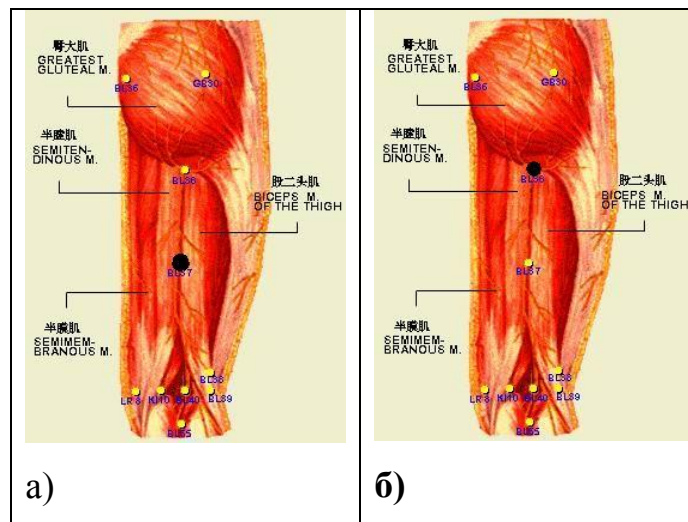 臀大肌
GREATEST
GLUTEAL M.
GB30
半腱肌
SEMITEN-
DINOUS M.
BL36
股二头肌
BICEPS M.
OF THE THIGH
BL37
半膜肌
SEMIMEM-
BRANOUS M.
BL38
LR8 KI10 BL40 BL39
BL55
а)
臀大肌
GREATEST
GLUTEAL M.
GB30
半腱肌
SEMITEN-
DINOUS M.
BL36
股二头肌
BICEPS M.
OF THE THIGH
BL37
半膜肌
SEMIMEM-
BRANOUS M.
BL38
LR8 KI10 BL40 BL39
BL55
б)